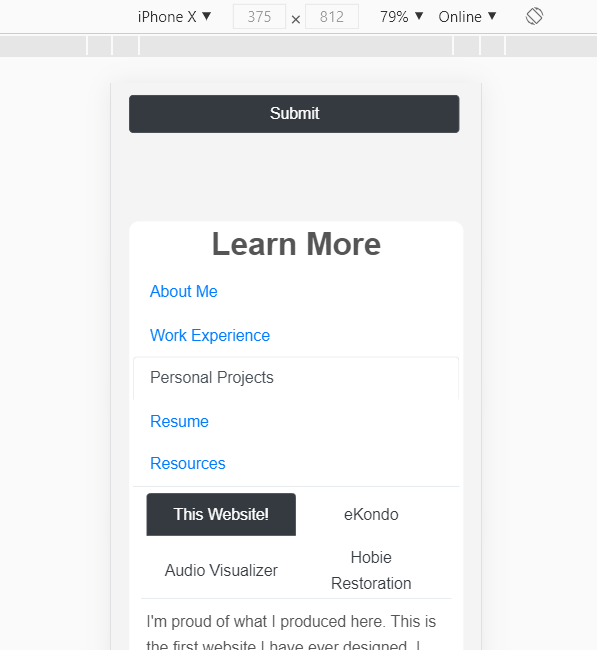 iPhone X ▼ 375 × 812 79% ▼ Online ▼
Submit
Learn More
About Me
Work Experience
Personal Projects
Resume
Resources
This Website! eKondo
Audio Visualizer Hobie
Restoration
I'm proud of what I produced here. This is
the first website I have ever designed. I